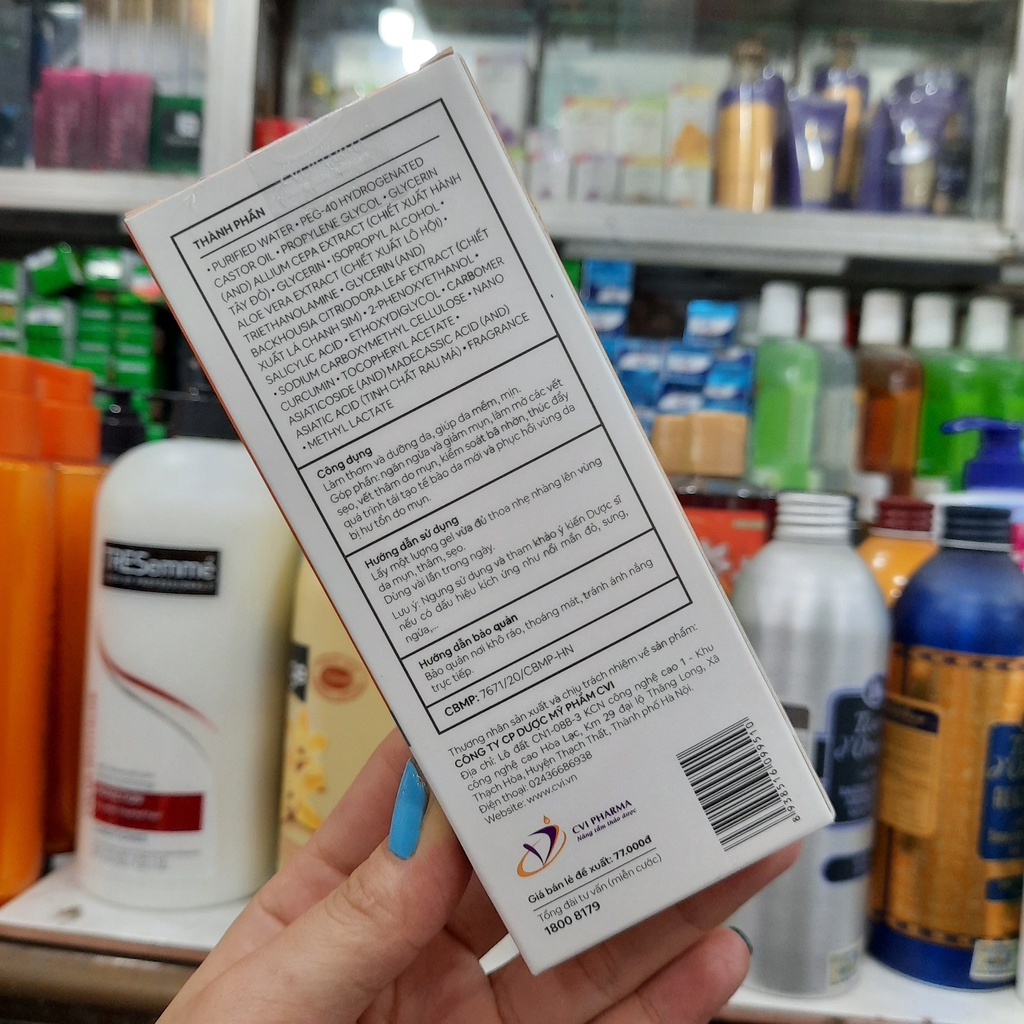 THÀNH PHẦN
• PURIFIED WATER • PEG-40 HYDROGENATED
CASTOR OIL • PROPYLENE GLYCOL • GLYCERIN
(AND) ALLIUM CEPA EXTRACT (CHIẾT XUẤT HÀNH
TÂY ĐỎ) • GLYCERIN • ISOPROPYL ALCOHOL •
ALOE VERA EXTRACT (CHIẾT XUẤT LÔ HỘI) •
TRIETHANOLAMINE • GLYCERIN (AND)
BACKHOUSIA CITRIODORA LEAF EXTRACT (CHIẾT
XUẤT LÁ CHANH SIM) • 2-PHENOXYETHANOL •
SALICYLIC ACID • ETHOXYDIGLYCOL • CARBOMER
• SODIUM CARBOXYMETHYL CELLULOSE • NANO
CURCUMIN • TOCOPHERYL ACETATE •
ASIATICOSIDE (AND) MADECASSIC ACID (AND)
ASIATIC ACID (TINH CHẤT RAU MÁ) • FRAGRANCE
• METHYL LACTATE
Công dụng
Làm thơm và dưỡng da, giúp da mềm, mịn.
Góp phần: ngăn ngừa và giảm mụn, làm mờ các vết
sẹo, vết thâm do mụn, kiểm soát bã nhờn, thúc đẩy
quá trình tái tạo tế bào da mới và phục hồi vùng da
bị hư tổn do mụn.
Hướng dẫn sử dụng
Lấy một lượng gel vừa đủ thoa nhẹ nhàng lên vùng
da mụn, thâm, sẹo.
Dùng vài lần trong ngày.
Lưu ý: Ngưng sử dụng và tham khảo ý kiến Dược sĩ
nếu có dấu hiệu kích ứng như nổi mẩn đỏ, sưng,
ngứa,...
Hướng dẫn bảo quản
Bảo quản nơi khô ráo, thoáng mát, tránh ánh nắng
trực tiếp.
CBMP: 7671/20/CBMP-HN
Thương nhân sản xuất và chịu trách nhiệm về sản phẩm:
CÔNG TY CP DƯỢC MỸ PHẨM CVI
Địa chỉ: Lô đất CN1-08B-3 KCN công nghệ cao 1 - Khu
công nghệ cao Hòa Lạc, Km 29 đại lộ Thăng Long, Xã
Thạch Hòa, Huyện Thạch Thất, Thành phố Hà Nội.
Điện thoại: 02436686938
Website: www.cvi.vn
CVI PHARMA
Nâng tầm thảo dược
8938516099510
Giá bán lẻ đề xuất: 77.000đ
Tổng đài tư vấn (miễn cước)
1800 8179
TRESemmé